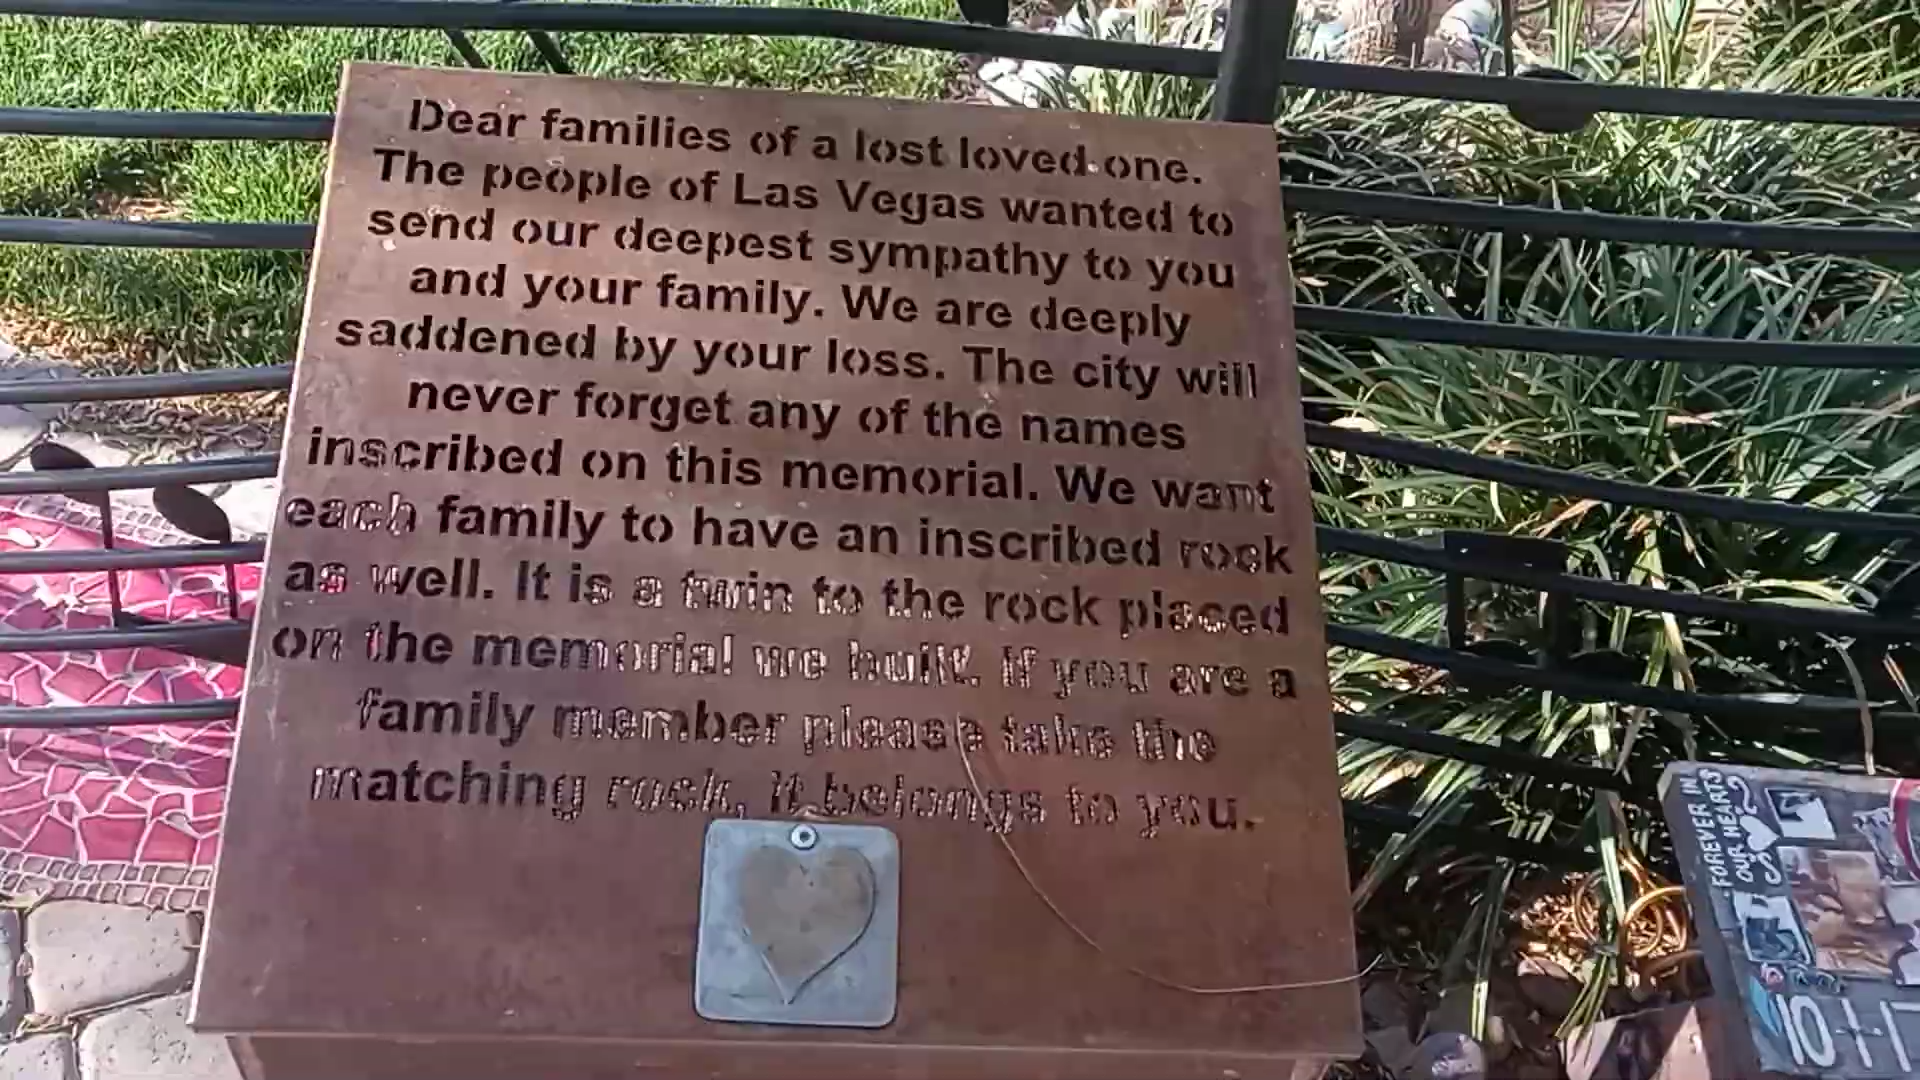 Dear families of a lost loved one.
The people of Las Vegas wanted to
send our deepest sympathy to you
and your family. We are deeply
saddened by your loss. The city will
never forget any of the names
inscribed on this memorial. We want
each family to have an inscribed rock
as well. It is a twin to the rock placed
on the memorial we built. If you are a
family member please take the
matching rock, it belongs to you.
FOREVER IN
OUR HEARTS